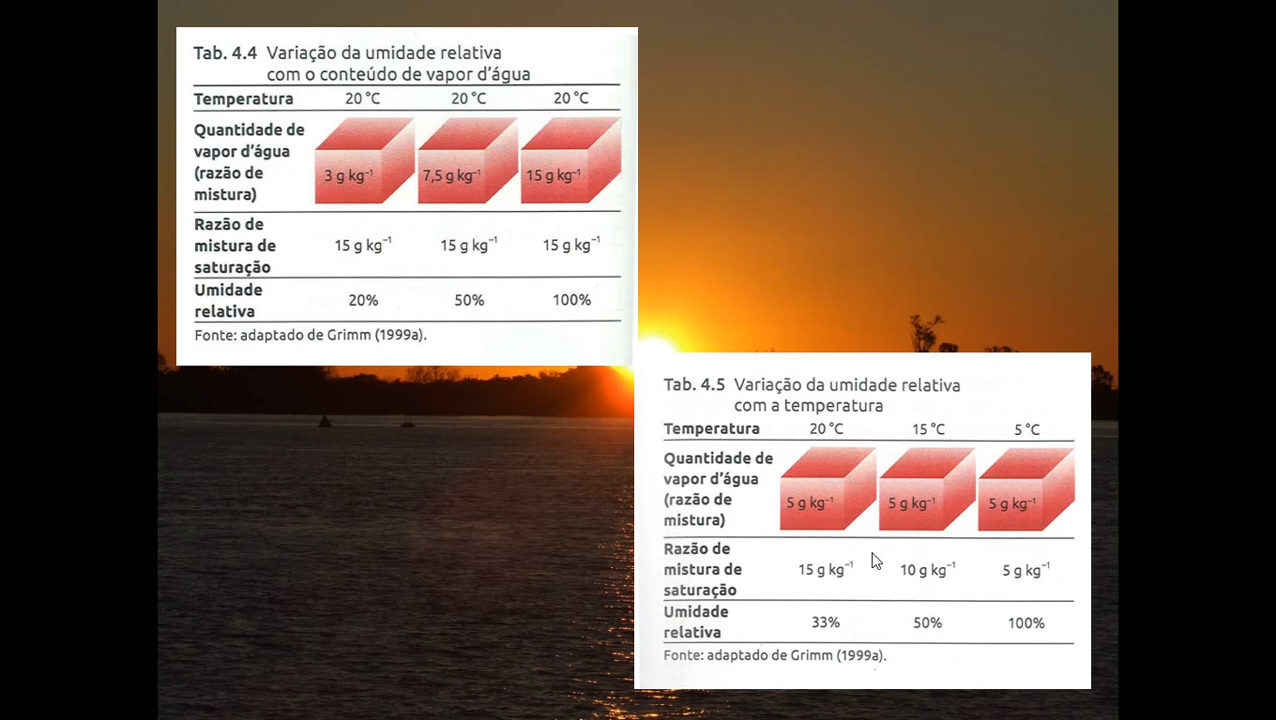 Tab. 4.4 Variação da umidade relativa
com o conteúdo de vapor d'água
Temperatura 20 °C 20 °C 20 °C
Quantidade de
vapor d'água
(razão de
mistura)
3 g kg⁻¹ 7,5 g kg⁻¹ 15 g kg⁻¹
Razão de
mistura de
saturação
15 g kg⁻¹ 15 g kg⁻¹ 15 g kg⁻¹
Umidade
relativa
20% 50% 100%
Fonte: adaptado de Grimm (1999a).
Tab. 4.5 Variação da umidade relativa
com a temperatura
Temperatura 20 °C 15 °C 5 °C
Quantidade de
vapor d'água
(razão de
mistura)
5 g kg⁻¹ 5 g kg⁻¹ 5 g kg⁻¹
Razão de
mistura de
saturação
15 g kg⁻¹ 10 g kg⁻¹ 5 g kg⁻¹
Umidade
relativa
33% 50% 100%
Fonte: adaptado de Grimm (1999a).